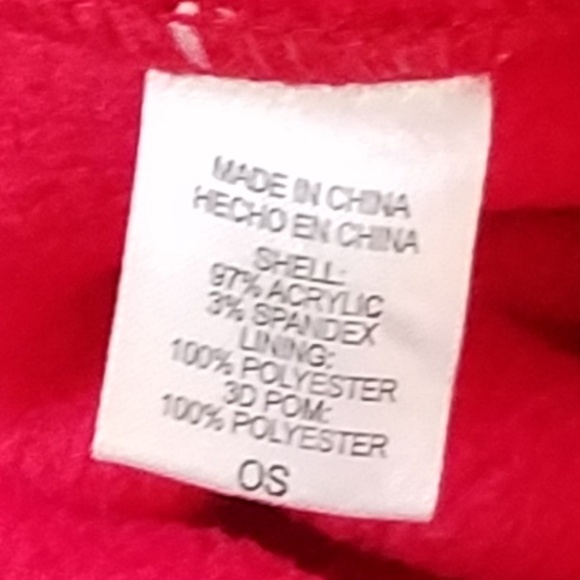 MADE IN CHINA
HECHO EN CHINA
SHELL:
97% ACRYLIC
3% SPANDEX
LINING:
100% POLYESTER
3D POM:
100% POLYESTER
OS